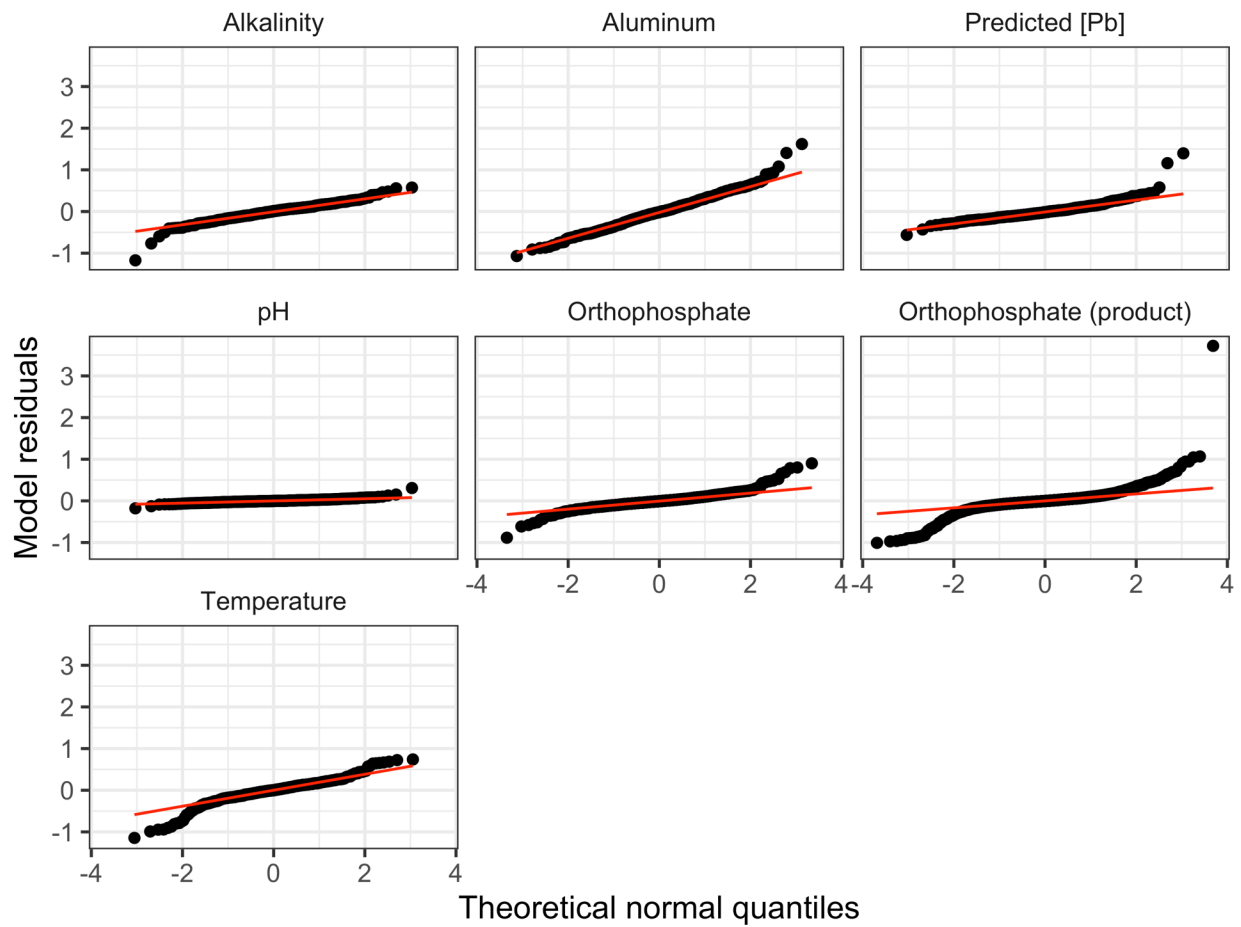 Alkalinity Aluminum Predicted [Pb]
3
2
1
0
-1
pH Orthophosphate Orthophosphate (product)
3
2
1
0
-1
-4 -2 0 2 4 -4 -2 0 2 4
Temperature
3
2
1
0
-1
-4 -2 0 2 4
Model residuals
Theoretical normal quantiles